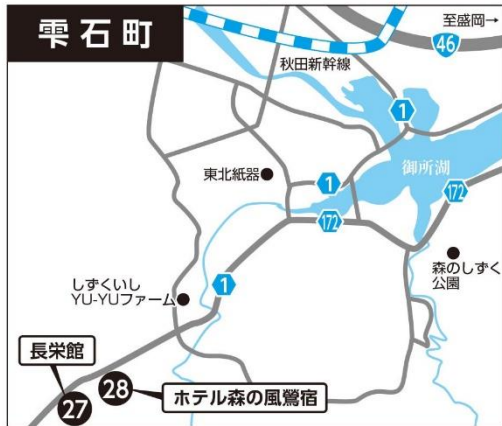 雫石町
至盛岡→
46
秋田新幹線
1
御所湖
東北紙器
1
172
172
森のしずく
公園
しずくいし
YU-YUファーム
1
長栄館
27
28
ホテル森の風鶯宿